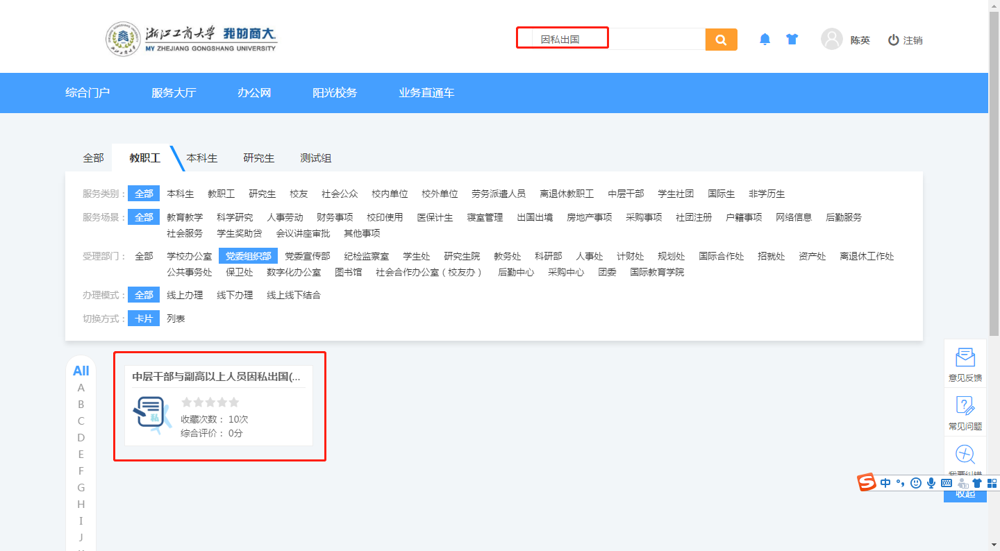 浙江工商大学 我的商大
MY ZHEJIANG GONGSHANG UNIVERSITY
因私出国
陈英
注销
综合门户 服务大厅 办公网 阳光校务 业务直通车
全部 教职工 本科生 研究生 测试组
服务类别： 全部 本科生 教职工 研究生 校友 社会公众 校内单位 校外单位 劳务派遣人员 离退休教职工 中层干部 学生社团 国际生 非学历生
服务场景： 全部 教育教学 科学研究 人事劳动 财务事项 校印使用 医保计生 寝室管理 出国出境 房地产事项 采购事项 社团注册 户籍事项 网络信息 后勤服务
社会服务 学生奖助贷 会议讲座审批 其他事项
受理部门： 全部 学校办公室 党委组织部 党委宣传部 纪检监察室 学生处 研究生院 教务处 科研部 人事处 计财处 规划处 国际合作处 招就处 资产处 离退休工作处
公共事务处 保卫处 数字化办公室 图书馆 社会合作办公室（校友办） 后勤中心 采购中心 团委 国际教育学院
办理模式： 全部 线上办理 线下办理 线上线下结合
切换方式： 卡片 列表
All
A
B
C
D
E
F
G
H
I
J
中层干部与副高以上人员因私出国(...
私
收藏次数： 10次
综合评价： 0分
意见反馈
常见问题
我要纠错
中
收起